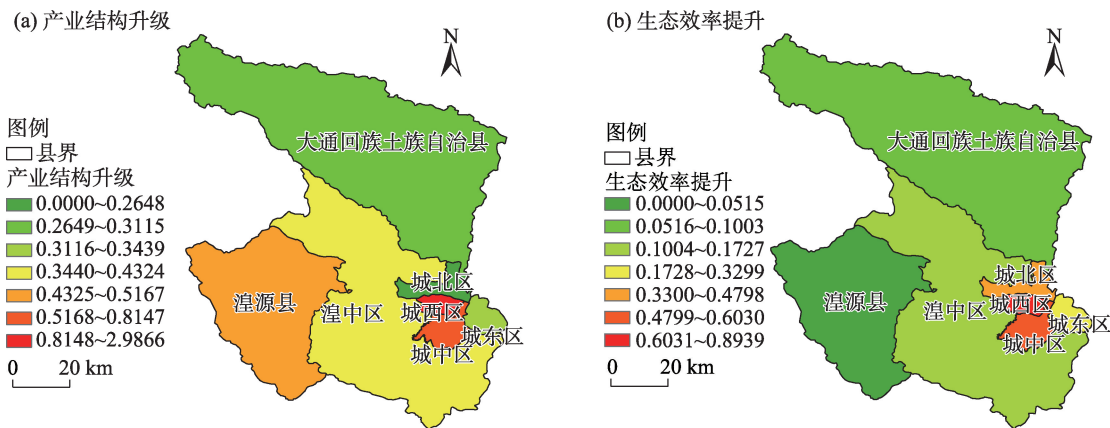 (a) 产业结构升级
N
大通回族土族自治县
图例
县界
产业结构升级
0.0000~0.2648
0.2649~0.3115
0.3116~0.3439
0.3440~0.4324
0.4325~0.5167
0.5168~0.8147
0.8148~2.9866
0 20 km
城北区
湟源县
湟中区
城西区
城东区
城中区
(b) 生态效率提升
N
大通回族土族自治县
图例
县界
生态效率提升
0.0000~0.0515
0.0516~0.1003
0.1004~0.1727
0.1728~0.3299
0.3300~0.4798
0.4799~0.6030
0.6031~0.8939
0 20 km
城北区
湟源县
湟中区
城西区
城东区
城中区